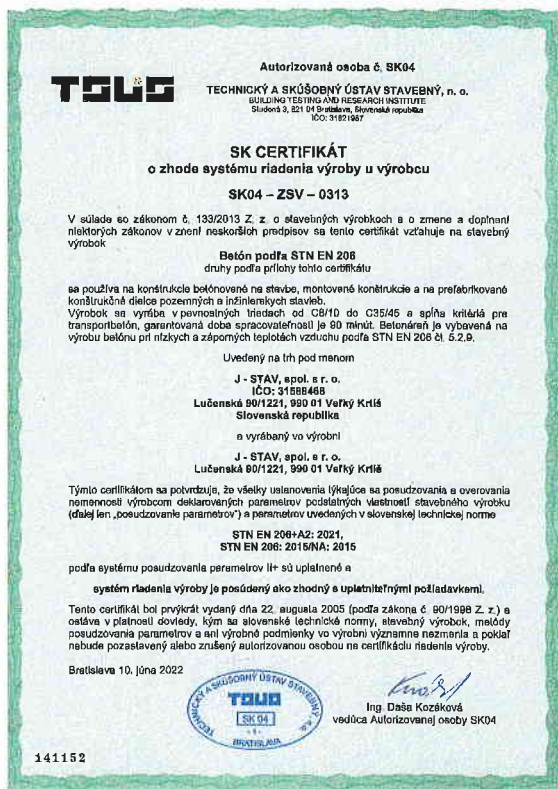 Autorizovaná osoba č. SK04
TSÚS
TECHNICKÝ A SKÚŠOBNÝ ÚSTAV STAVEBNÝ, n. o.
BUILDING TESTING AND RESEARCH INSTITUTE
Studená 3, 821 04 Bratislava, Slovenská republika
IČO: 31821987
SK CERTIFIKÁT
o zhode systému riadenia výroby u výrobcu
SK04 – ZSV – 0313
V súlade so zákonom č. 133/2013 Z. z. o stavebných výrobkoch a o zmene a doplnení
niektorých zákonov v znení neskorších predpisov sa tento certifikát vzťahuje na stavebný
výrobok
Betón podľa STN EN 206
druhy podľa prílohy tohto certifikátu
sa používa na konštrukcie betónované na stavbe, montované konštrukcie a na prefabrikované
konštrukčné dielce pozemných a inžinierskych stavieb.
Výrobok sa vyrába v pevnostných triedach od C8/10 do C35/45 a spĺňa kritériá pre
transportbetón, garantovaná doba spracovateľnosti je 90 minút. Betonáreň je vybavená na
výrobu betónu pri nízkych a záporných teplotách vzduchu podľa STN EN 206 čl. 5.2.9.
Uvedený na trh pod menom
J - STAV, spol. s r. o.
IČO: 31588468
Lučenská 90/1221, 990 01 Veľký Krtíš
Slovenská republika
a vyrábaný vo výrobni
J - STAV, spol. s r. o.
Lučenská 90/1221, 990 01 Veľký Krtíš
Týmto certifikátom sa potvrdzuje, že všetky ustanovenia týkajúce sa posudzovania a overovania
nemennosti výrobcom deklarovaných parametrov podstatných vlastností stavebného výrobku
(ďalej len „posudzovanie parametrov") a parametrov uvedených v slovenskej technickej norme
STN EN 206+A2: 2021,
STN EN 206: 2015/NA: 2015
podľa systému posudzovania parametrov II+ sú uplatnené a
systém riadenia výroby je posúdený ako zhodný s uplatniteľnými požiadavkami.
Tento certifikát bol prvýkrát vydaný dňa 22. augusta 2005 (podľa zákona č. 90/1998 Z. z.) a
ostáva v platnosti dovtedy, kým sa slovenské technické normy, stavebný výrobok, metódy
posudzovania parametrov a ani výrobné podmienky vo výrobni významne nezmenia a pokiaľ
nebude pozastavený alebo zrušený autorizovanou osobou na certifikáciu riadenia výroby.
Bratislava 10. júna 2022
TECHNICKÝ A SKÚŠOBNÝ ÚSTAV STAVEBNÝ, n.o.
TSÚS
SK 04
- 1 -
BRATISLAVA
Ing. Daša Kozáková
vedúca Autorizovanej osoby SK04
141152